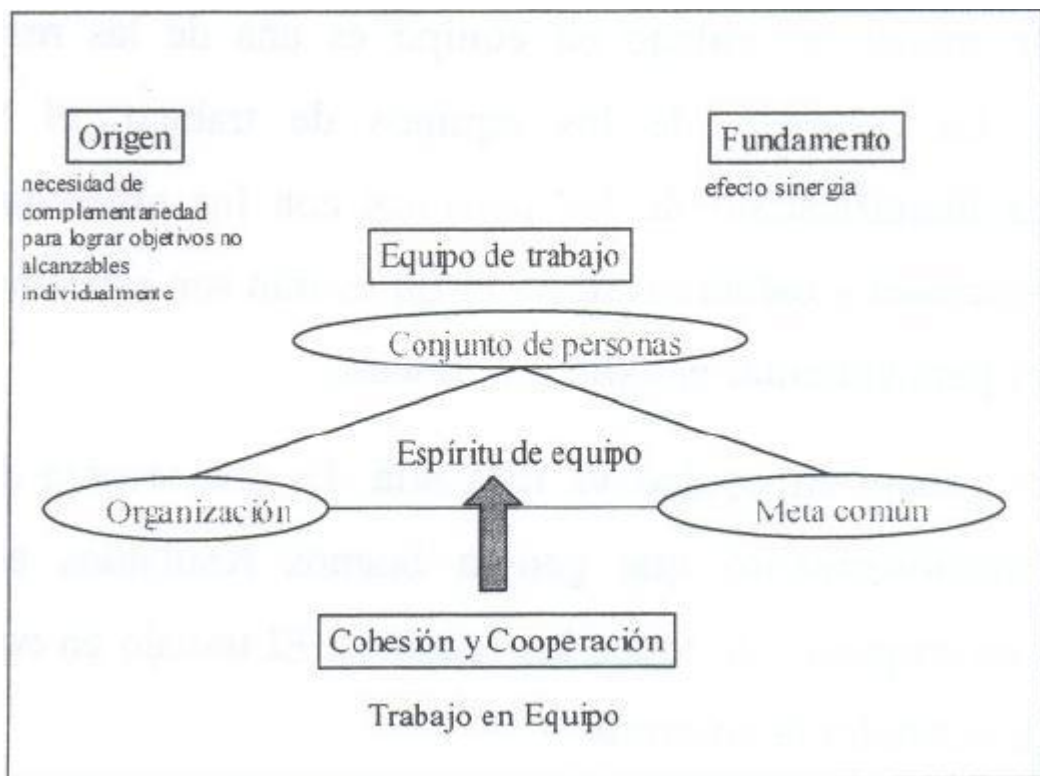 Origen
necesidad de
complementariedad
para lograr objetivos no
alcanzables
individualmente
Fundamento
efecto sinergia
Equipo de trabajo
Conjunto de personas
Espíritu de equipo
Organización
Meta común
Cohesión y Cooperación
Trabajo en Equipo